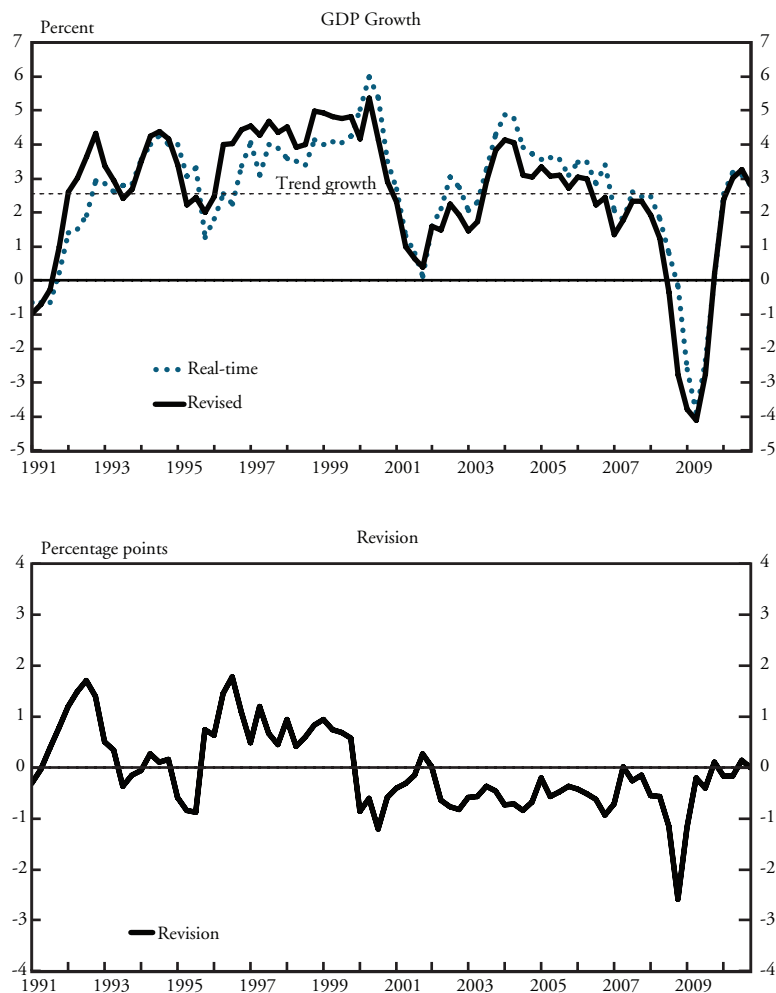 GDP Growth
Percent
7 7
6 6
5 5
4 4
3 3
Trend growth
2 2
1 1
0 0
-1 -1
-2 -2
Real-time
-3 -3
Revised
-4 -4
-5 -5
1991 1993 1995 1997 1999 2001 2003 2005 2007 2009
Revision
Percentage points
4 4
3 3
2 2
1 1
0 0
-1 -1
-2 -2
-3 -3
Revision
-4 -4
1991 1993 1995 1997 1999 2001 2003 2005 2007 2009